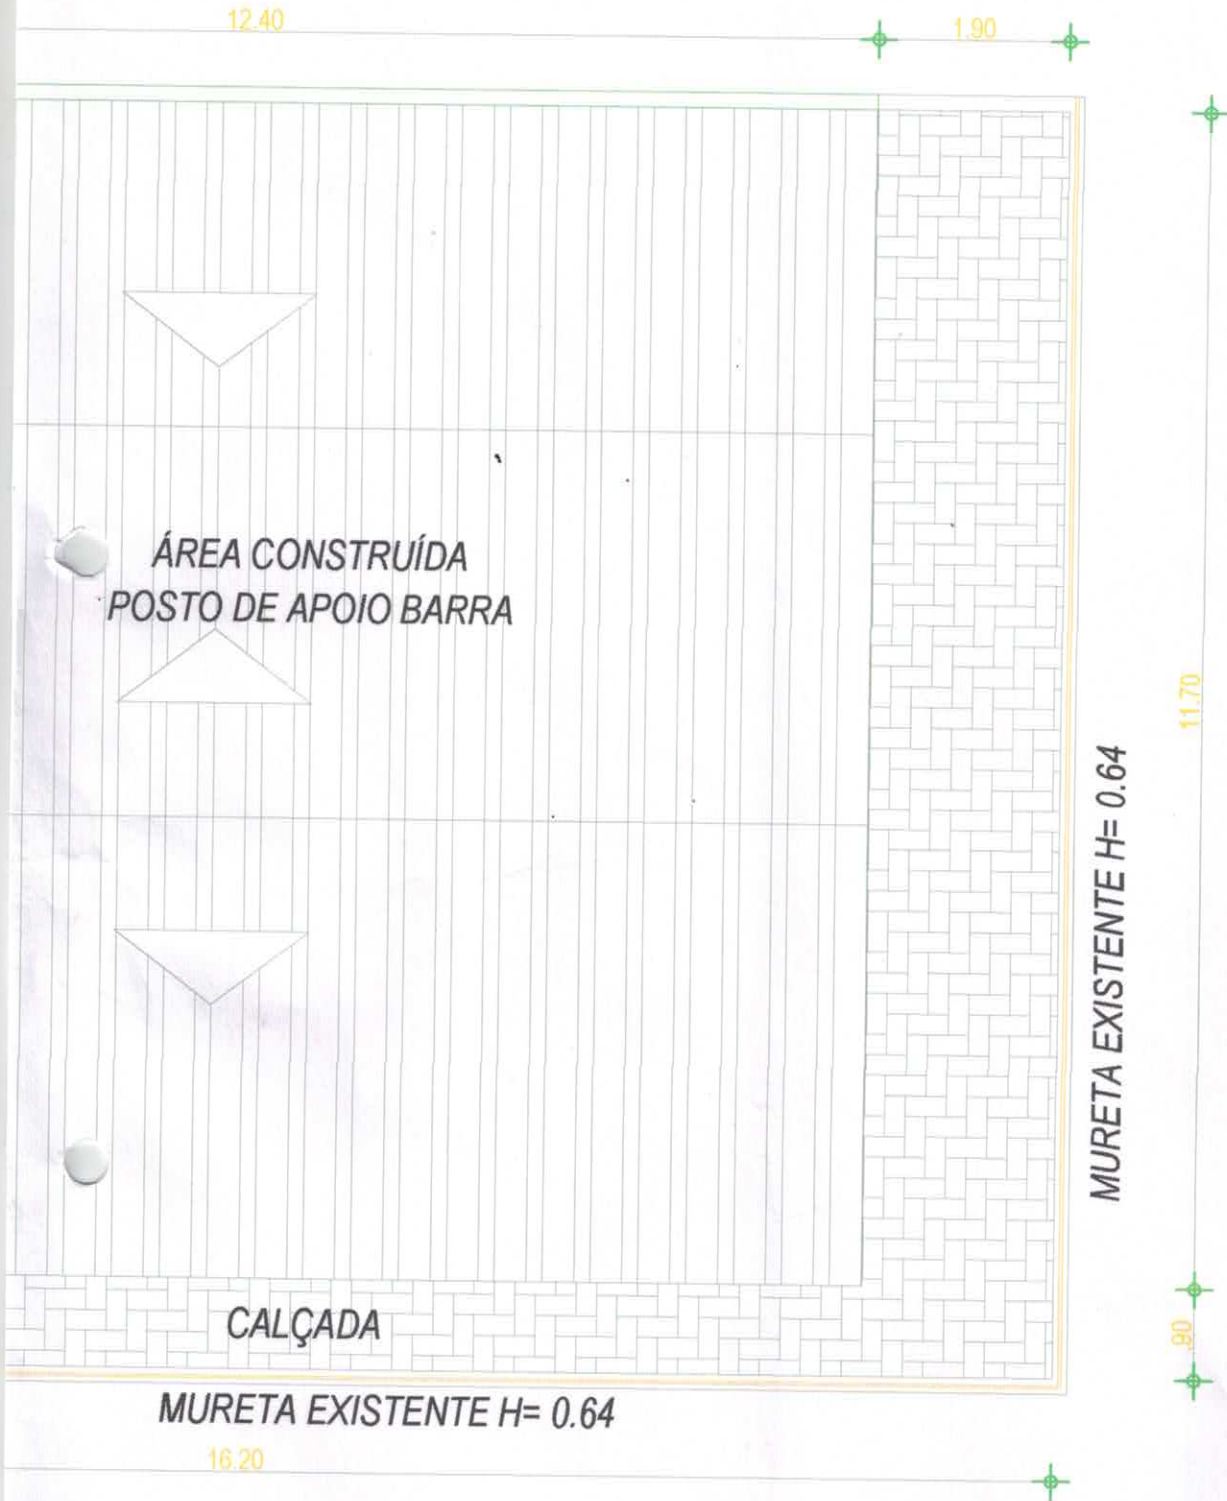 12.40
1.90
ÁREA CONSTRUÍDA
POSTO DE APOIO BARRA
11.70
MURETA EXISTENTE H= 0.64
CALÇADA
.90
MURETA EXISTENTE H= 0.64
16.20